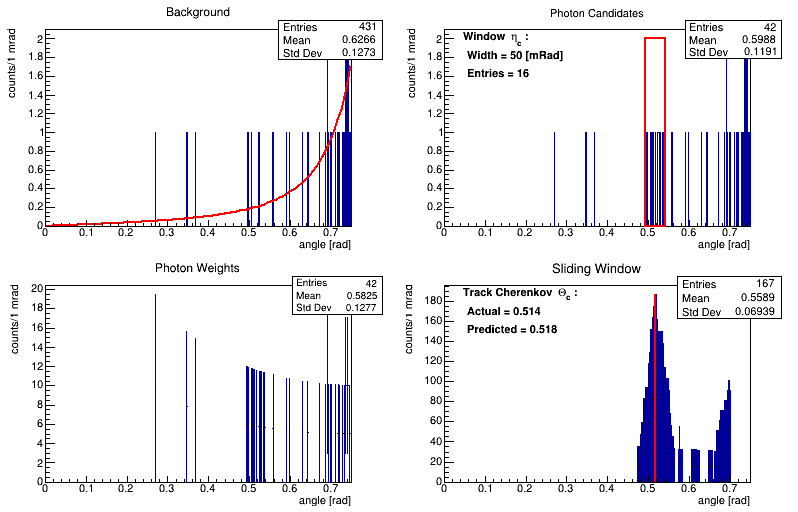 Background
Entries 431
Mean 0.6266
Std Dev 0.1273
counts/1 mrad
2
1.8
1.6
1.4
1.2
1
0.8
0.6
0.4
0.2
0
0 0.1 0.2 0.3 0.4 0.5 0.6 0.7
angle [rad]
Photon Candidates
Entries 42
Mean 0.5988
Std Dev 0.1191
Window ηc :
Width = 50 [mRad]
Entries = 16
counts/1 mrad
2
1.8
1.6
1.4
1.2
1
0.8
0.6
0.4
0.2
0
0 0.1 0.2 0.3 0.4 0.5 0.6 0.7
angle [rad]
Photon Weights
Entries 42
Mean 0.5825
Std Dev 0.1277
counts/1 mrad
20
18
16
14
12
10
8
6
4
2
0
0 0.1 0.2 0.3 0.4 0.5 0.6 0.7
angle [rad]
Sliding Window
Entries 167
Mean 0.5589
Std Dev 0.06939
Track Cherenkov Θc :
Actual = 0.514
Predicted = 0.518
counts/1 mrad
180
160
140
120
100
80
60
40
20
0
0 0.1 0.2 0.3 0.4 0.5 0.6 0.7
angle [rad]